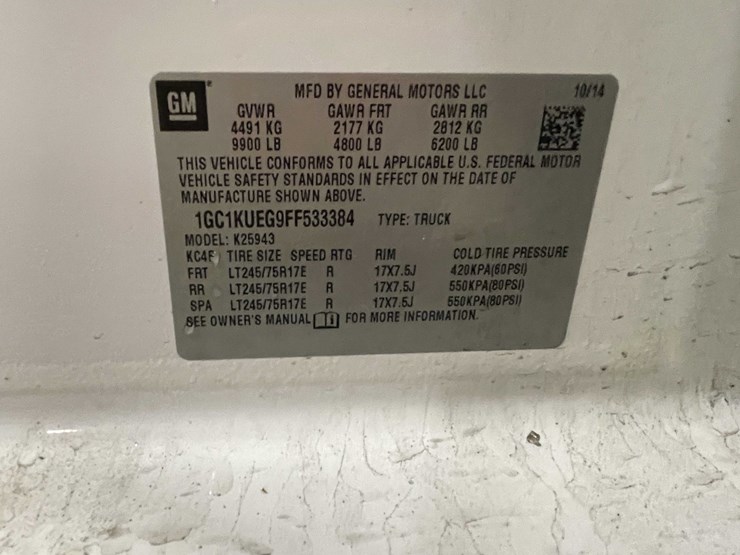 GM
MFD BY GENERAL MOTORS LLC 10/14
GVWR GAWR FRT GAWR RR
4491 KG 2177 KG 2812 KG
9900 LB 4800 LB 6200 LB
THIS VEHICLE CONFORMS TO ALL APPLICABLE U.S. FEDERAL MOTOR
VEHICLE SAFETY STANDARDS IN EFFECT ON THE DATE OF
MANUFACTURE SHOWN ABOVE.
1GC1KUEG9FF533384 TYPE: TRUCK
MODEL: K25943
KC4F TIRE SIZE SPEED RTG RIM COLD TIRE PRESSURE
FRT LT245/75R17E R 17X7.5J 420KPA(60PSI)
RR LT245/75R17E R 17X7.5J 550KPA(80PSI)
SPA LT245/75R17E R 17X7.5J 550KPA(80PSI)
SEE OWNER'S MANUAL FOR MORE INFORMATION.